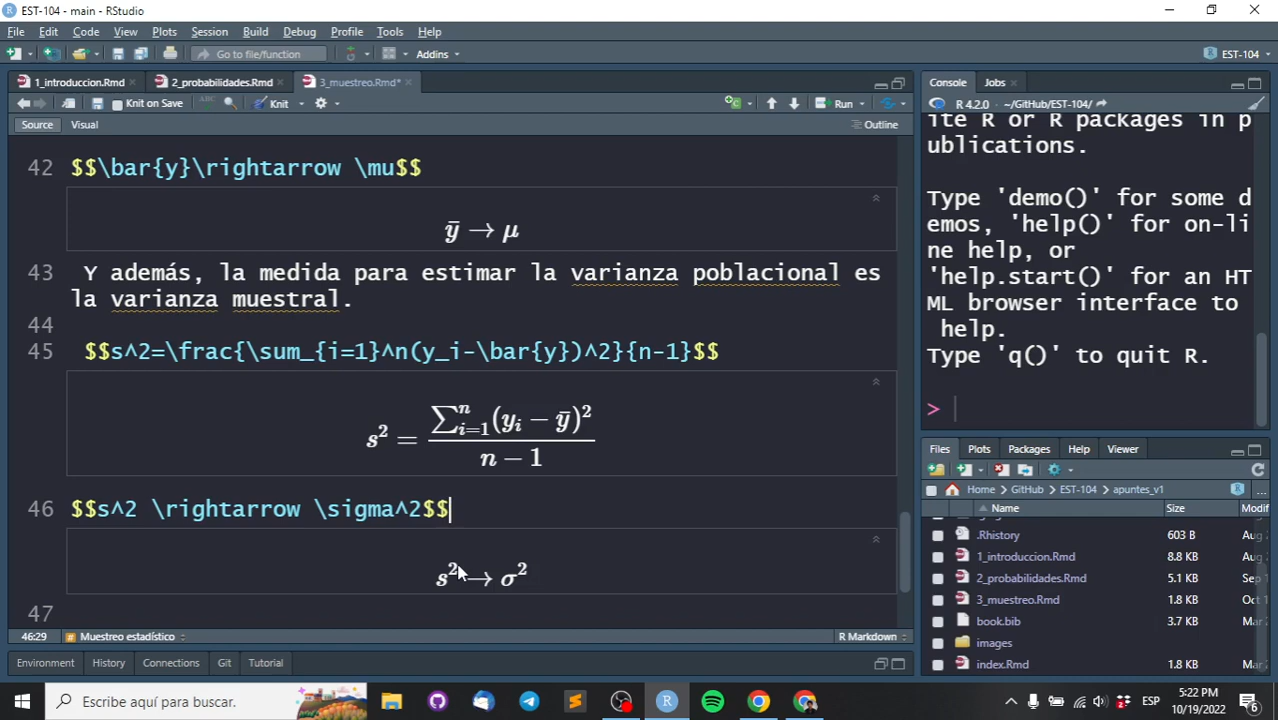 EST-104 - main - RStudio
File Edit Code View Plots Session Build Debug Profile Tools Help
Go to file/function Addins EST-104
1_introduccion.Rmd 2_probabilidades.Rmd 3_muestreo.Rmd*
Knit on Save Knit Run
Source Visual Outline
42 $$\bar{y}\rightarrow \mu$$
ȳ → μ
43 Y además, la medida para estimar la varianza poblacional es
la varianza muestral.
44
45 $$s^2=\frac{\sum_{i=1}^n(y_i-\bar{y})^2}{n-1}$$
s² = ∑ⁿᵢ₌₁(yᵢ − ȳ)² / n − 1
46 $$s^2 \rightarrow \sigma^2$$
s² → σ²
47
46:29 Muestreo estadístico R Markdown
Environment History Connections Git Tutorial
Console Jobs
R 4.2.0 · ~/GitHub/EST-104/
ite R or R packages in p
ublications.
Type 'demo()' for some d
emos, 'help()' for on-li
ne help, or
'help.start()' for an HT
ML browser interface to
help.
Type 'q()' to quit R.
>
Files Plots Packages Help Viewer
Home GitHub EST-104 apuntes_v1 ...
Name Size Modif
.Rhistory 603 B Aug
1_introduccion.Rmd 8.8 KB Aug
2_probabilidades.Rmd 5.1 KB Sep
3_muestreo.Rmd 1.8 KB Oct
book.bib 3.7 KB Mar
images
index.Rmd 1.8 KB Mar
Escribe aquí para buscar.
ESP
5:22 PM
10/19/2022
6